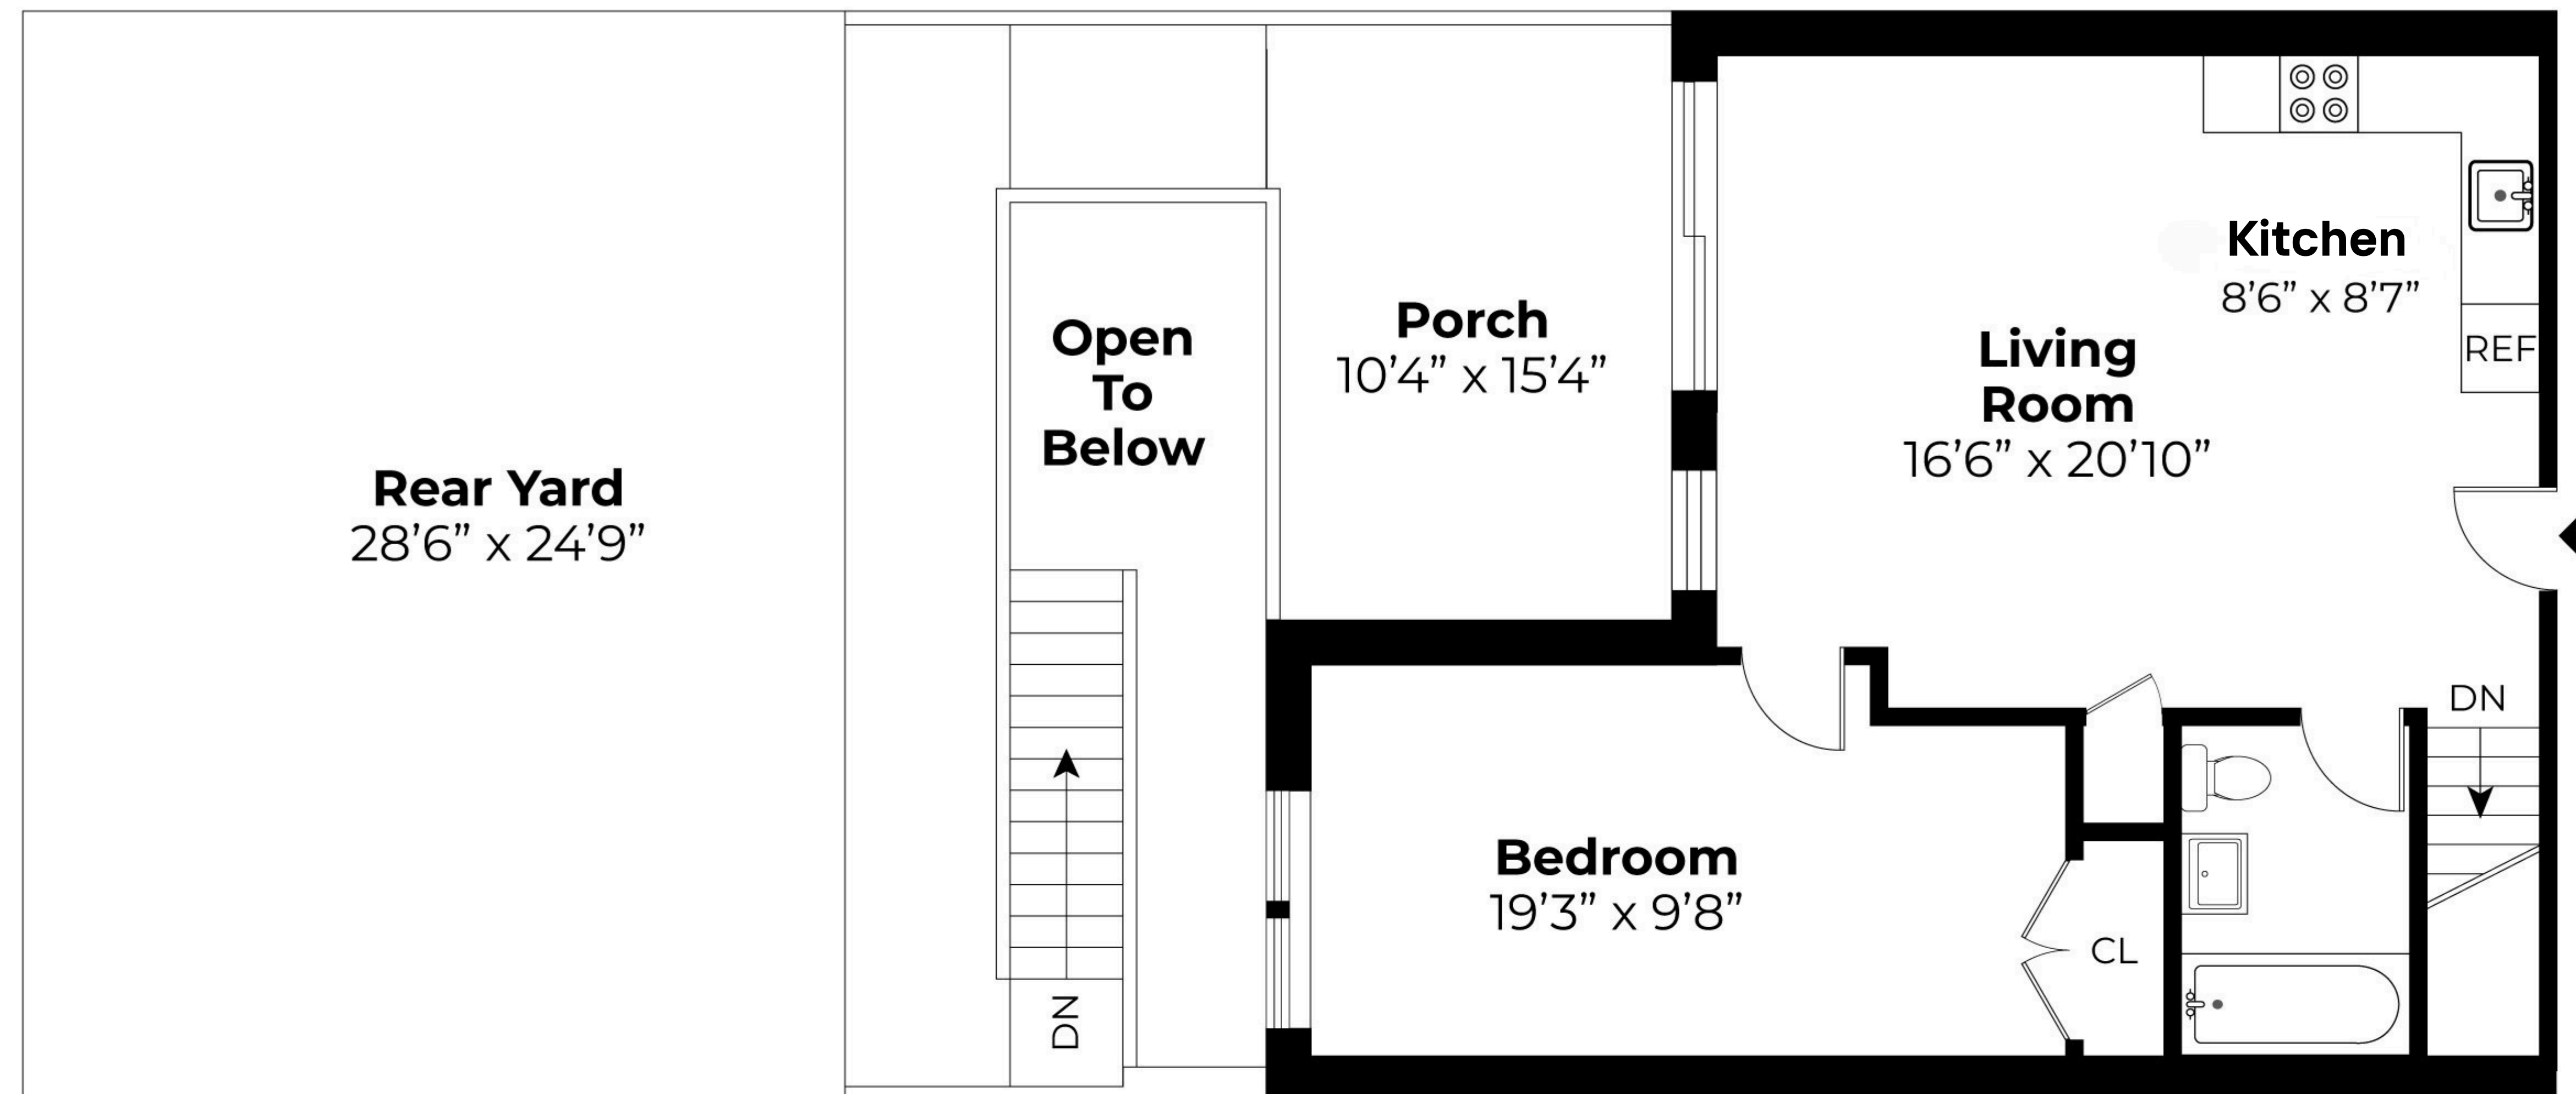 Rear Yard
28’6” x 24’9”
Open
To
Below
DN
Porch
10’4” x 15’4”
Living
Room
16’6” x 20’10”
Kitchen
8’6” x 8’7”
REF
DN
Bedroom
19’3” x 9’8”
CL